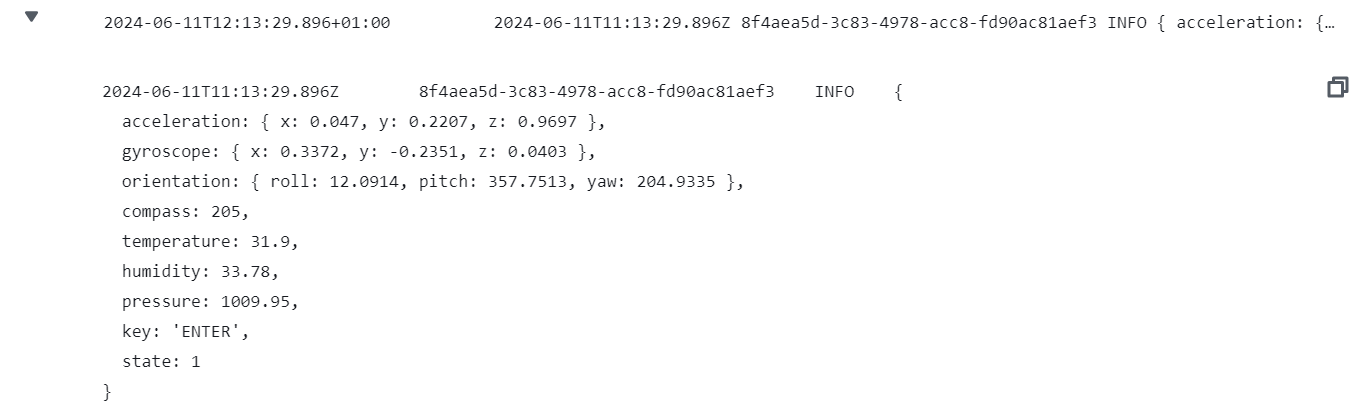 2024-06-11T12:13:29.896+01:00 2024-06-11T11:13:29.896Z 8f4aea5d-3c83-4978-acc8-fd90ac81aef3 INFO { acceleration: {…
2024-06-11T11:13:29.896Z 8f4aea5d-3c83-4978-acc8-fd90ac81aef3 INFO {
acceleration: { x: 0.047, y: 0.2207, z: 0.9697 },
gyroscope: { x: 0.3372, y: -0.2351, z: 0.0403 },
orientation: { roll: 12.0914, pitch: 357.7513, yaw: 204.9335 },
compass: 205,
temperature: 31.9,
humidity: 33.78,
pressure: 1009.95,
key: 'ENTER',
state: 1
}